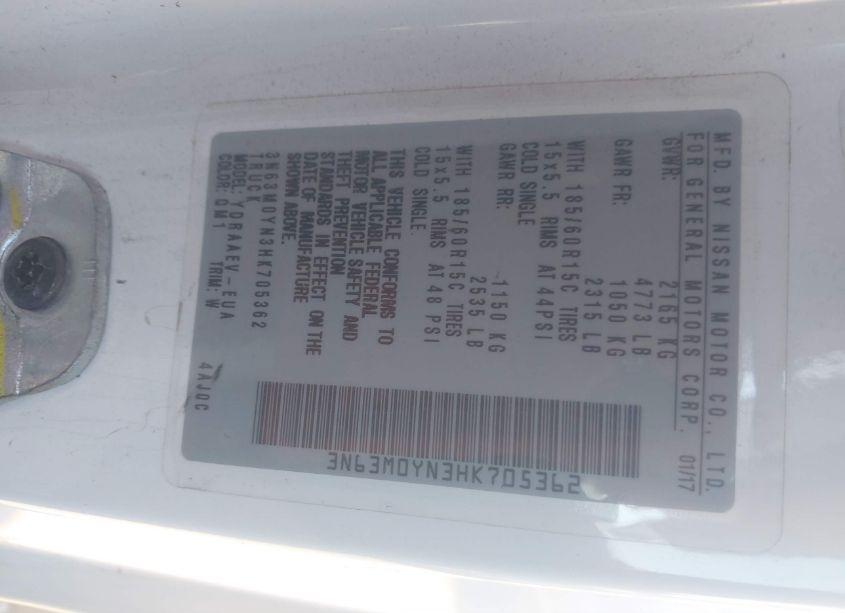 MFD. BY NISSAN MOTOR CO., LTD.
FOR GENERAL MOTORS CORP. 01/17
GVWR: 2165 KG
4773 LB
GAWR FR: 1050 KG
2315 LB
WITH 185/60R15C TIRES
15x5.5 RIMS AT 44PSI
COLD SINGLE
GAWR RR: 1150 KG
2535 LB
WITH 185/60R15C TIRES
15x5.5 RIMS AT 48 PSI
COLD SINGLE
THIS VEHICLE CONFORMS TO
ALL APPLICABLE FEDERAL
MOTOR VEHICLE SAFETY AND
THEFT PREVENTION
STANDARDS IN EFFECT ON THE
DATE OF MANUFACTURE
SHOWN ABOVE.
3N63M0YN3HK705362
TRUCK
MODEL: YDRAAEV-EUA
COLOR: QM1 TRIM: W
4AJ0C
3N63M0YN3HK705362